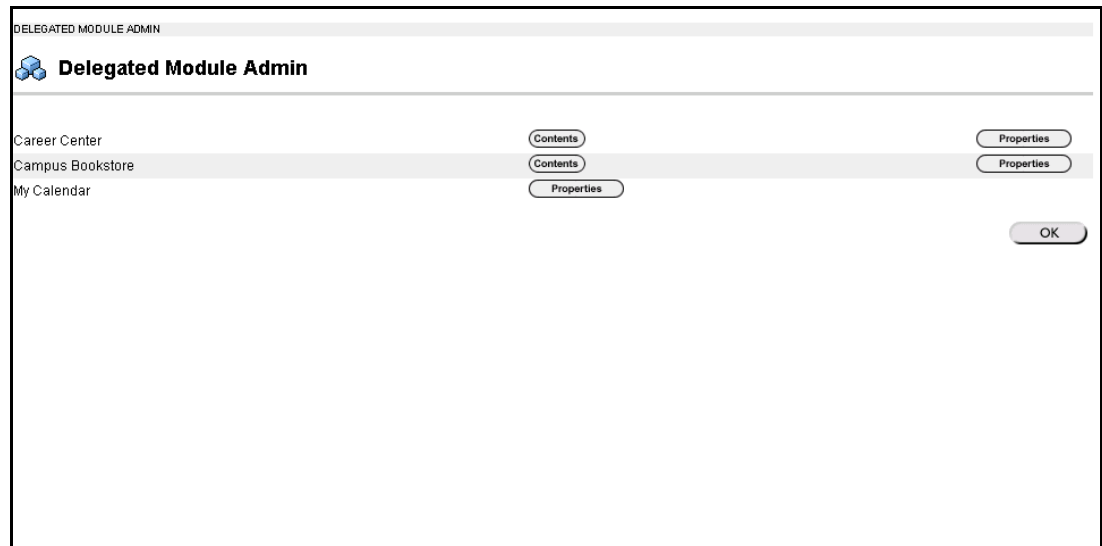 DELEGATED MODULE ADMIN
Delegated Module Admin
Career Center Contents Properties
Campus Bookstore Contents Properties
My Calendar Properties
OK